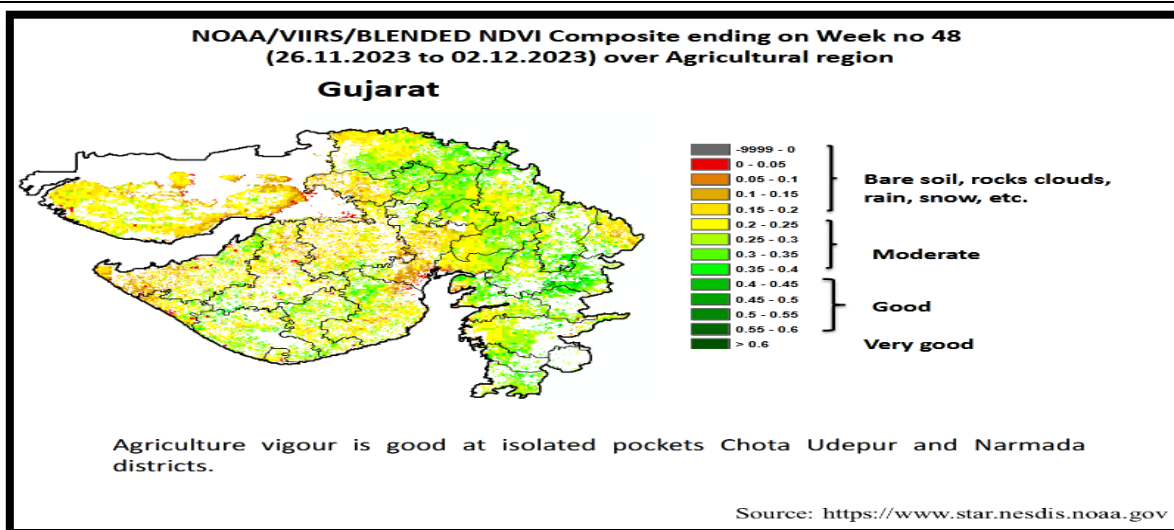 NOAA/VIIRS/BLENDED NDVI Composite ending on Week no 48
(26.11.2023 to 02.12.2023) over Agricultural region
Gujarat
-9999 - 0
0 - 0.05
0.05 - 0.1
0.1 - 0.15
0.15 - 0.2
0.2 - 0.25
0.25 - 0.3
0.3 - 0.35
0.35 - 0.4
0.4 - 0.45
0.45 - 0.5
0.5 - 0.55
0.55 - 0.6
> 0.6
Bare soil, rocks clouds,
rain, snow, etc.
Moderate
Good
Very good
Agriculture vigour is good at isolated pockets Chota Udepur and Narmada
districts.
Source: https://www.star.nesdis.noaa.gov